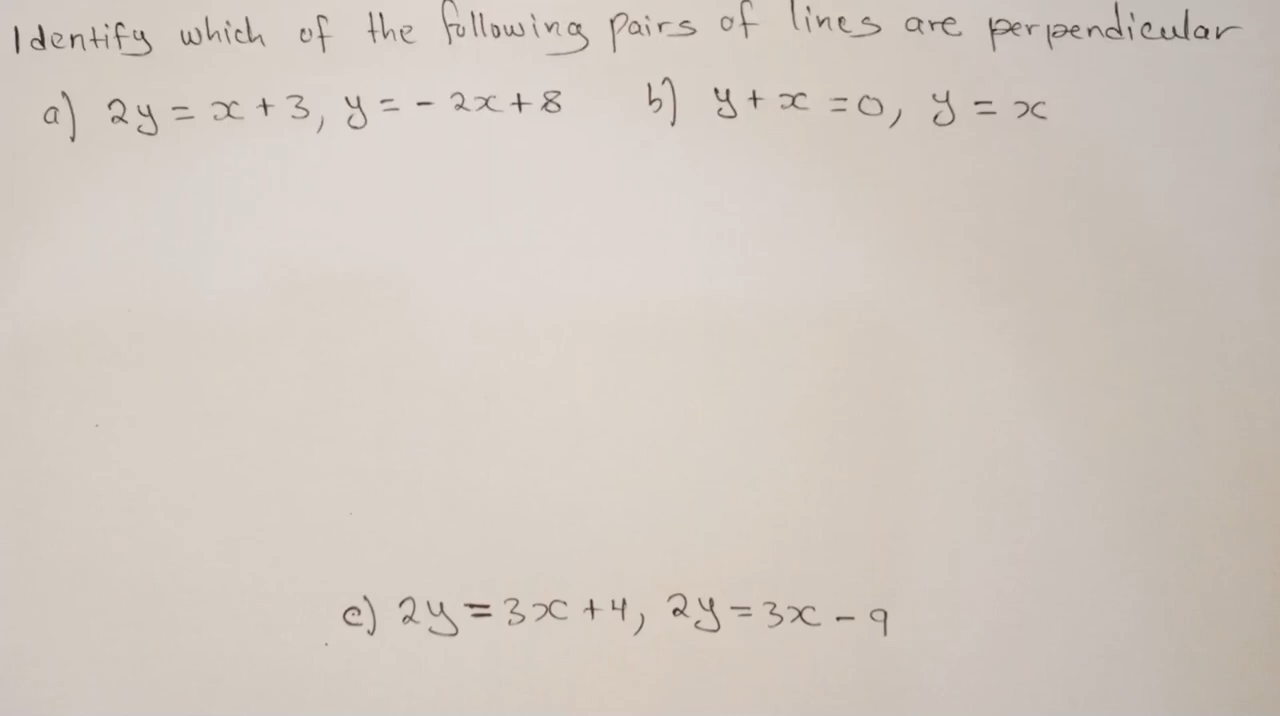 Identify which of the following pairs of lines are perpendicular
a) 2y = x + 3, y = - 2x + 8 b) y + x = 0, y = x
c) 2y = 3x + 4, 2y = 3x - 9